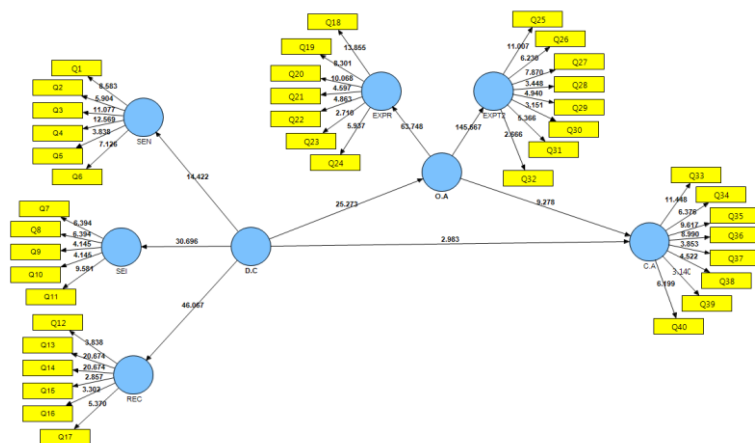 Q1
Q2
Q3
Q4
Q5
Q6
8.583
5.904
11.077
12.569
3.838
7.126
SEN
Q7
Q8
Q9
Q10
Q11
6.394
6.394
4.145
4.145
9.581
SEI
Q12
Q13
Q14
Q15
Q16
Q17
3.838
20.674
20.674
2.857
3.302
5.370
REC
14.422
30.696
46.067
D.C
25.273
2.983
Q18
Q19
Q20
Q21
Q22
Q23
Q24
13.855
8.301
10.068
4.597
4.863
2.710
5.937
EXPR
63.748
145.667
O.A
9.278
Q25
Q26
Q27
Q28
Q29
Q30
Q31
Q32
11.007
6.238
7.870
3.448
4.940
3.151
5.366
2.666
EXPT2
Q33
Q34
Q35
Q36
Q37
Q38
Q39
Q40
11.448
6.376
9.617
8.990
3.853
4.522
3.140
6.199
C.A